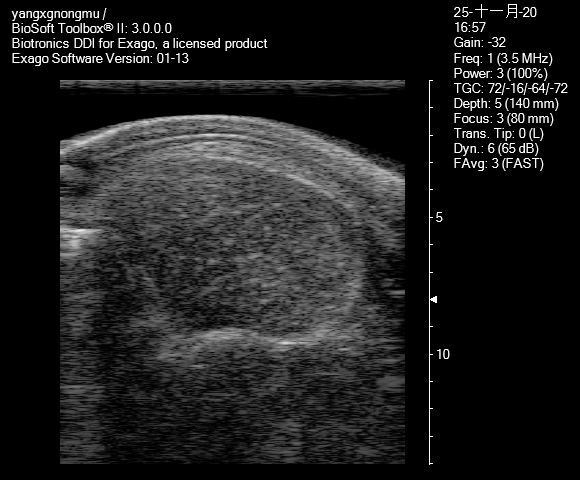 yangxgnongmu /
BioSoft Toolbox® II: 3.0.0.0
Biotronics DDI for Exago, a licensed product
Exago Software Version: 01-13
25-十一月-20
16:57
Gain: -32
Freq: 1 (3.5 MHz)
Power: 3 (100%)
TGC: 72/-16/-64/-72
Depth: 5 (140 mm)
Focus: 3 (80 mm)
Trans. Tip: 0 (L)
Dyn.: 6 (65 dB)
FAvg: 3 (FAST)
5
10